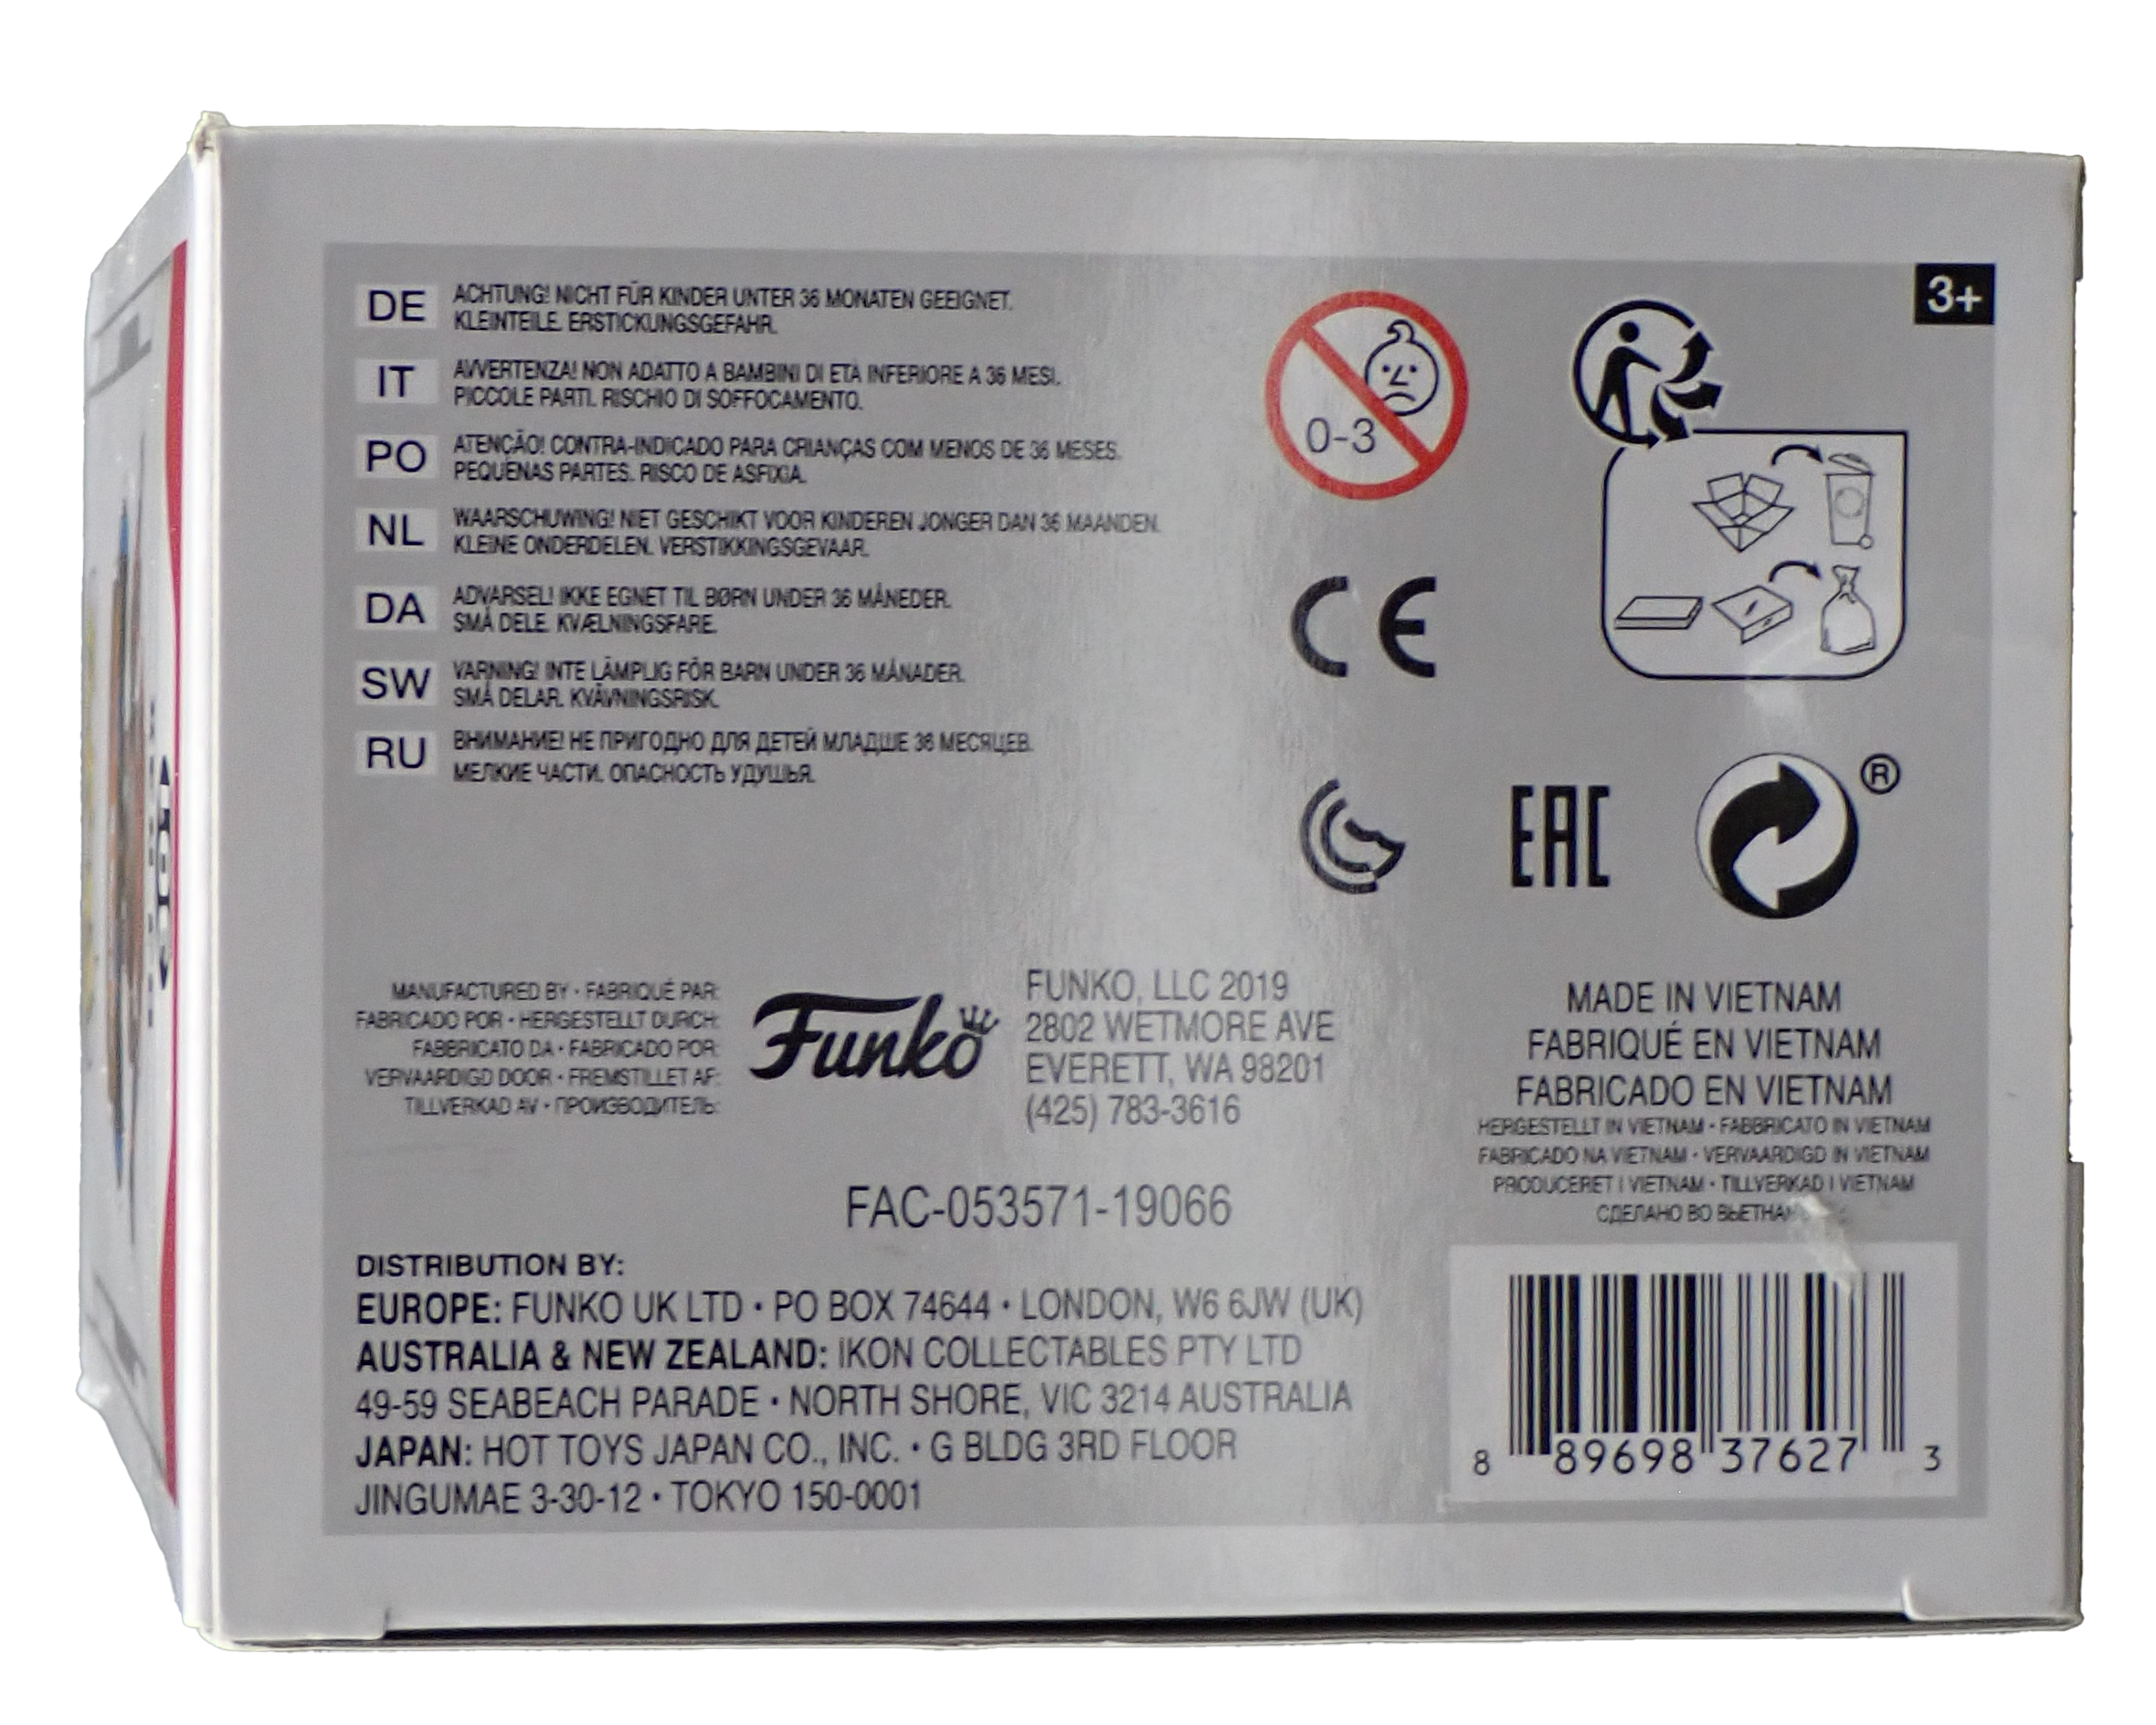 3+
DE ACHTUNG! NICHT FÜR KINDER UNTER 36 MONATEN GEEIGNET.
KLEINTEILE. ERSTICKUNGSGEFAHR.
IT AVVERTENZA! NON ADATTO A BAMBINI DI ETÀ INFERIORE A 36 MESI.
PICCOLE PARTI. RISCHIO DI SOFFOCAMENTO.
PO ATENÇÃO! CONTRA-INDICADO PARA CRIANÇAS COM MENOS DE 36 MESES.
PEQUENAS PARTES. RISCO DE ASFIXIA.
NL WAARSCHUWING! NIET GESCHIKT VOOR KINDEREN JONGER DAN 36 MAANDEN.
KLEINE ONDERDELEN. VERSTIKKINGSGEVAAR.
DA ADVARSEL! IKKE EGNET TIL BØRN UNDER 36 MÅNEDER.
SMÅ DELE. KVÆLNINGSFARE.
SW VARNING! INTE LÄMPLIG FÖR BARN UNDER 36 MÅNADER.
SMÅ DELAR. KVÄVNINGSRISK.
RU ВНИМАНИЕ! НЕ ПРИГОДНО ДЛЯ ДЕТЕЙ МЛАДШЕ 36 МЕСЯЦЕВ.
МЕЛКИЕ ЧАСТИ. ОПАСНОСТЬ УДУШЬЯ.
0-3
CE
EAC
®
MANUFACTURED BY • FABRIQUÉ PAR:
FABRICADO POR • HERGESTELLT DURCH:
FABBRICATO DA • FABRICADO POR:
VERVAARDIGD DOOR • FREMSTILLET AF:
TILLVERKAD AV • ПРОИЗВОДИТЕЛЬ:
Funko
FUNKO, LLC 2019
2802 WETMORE AVE
EVERETT, WA 98201
(425) 783-3616
MADE IN VIETNAM
FABRIQUÉ EN VIETNAM
FABRICADO EN VIETNAM
HERGESTELLT IN VIETNAM • FABBRICATO IN VIETNAM
FABRICADO NA VIETNAM • VERVAARDIGD IN VIETNAM
PRODUCERET I VIETNAM • TILLVERKAD I VIETNAM
СДЕЛАНО ВО
FAC-053571-19066
DISTRIBUTION BY:
EUROPE: FUNKO UK LTD • PO BOX 74644 • LONDON, W6 6JW (UK)
AUSTRALIA & NEW ZEALAND: IKON COLLECTABLES PTY LTD
49-59 SEABEACH PARADE • NORTH SHORE, VIC 3214 AUSTRALIA
JAPAN: HOT TOYS JAPAN CO., INC. • G BLDG 3RD FLOOR
JINGUMAE 3-30-12 • TOKYO 150-0001
8 89698 37627 3